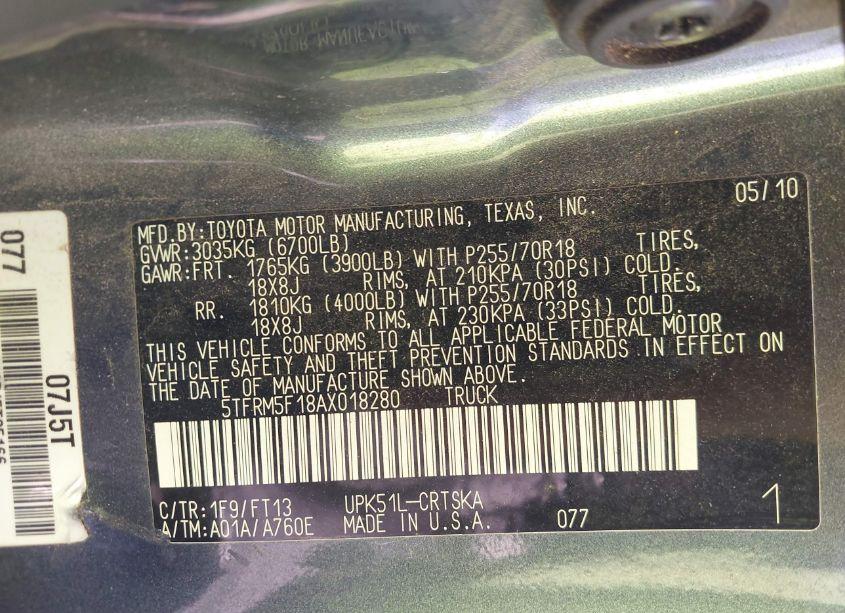 MOTOR MANUFACTU
05/10
MFD.BY:TOYOTA MOTOR MANUFACTURING, TEXAS, INC.
GVWR:3035KG (6700LB)
GAWR:FRT. 1765KG (3900LB) WITH P255/70R18 TIRES,
18X8J RIMS, AT 210KPA (30PSI) COLD.
RR. 1810KG (4000LB) WITH P255/70R18 TIRES,
18X8J RIMS, AT 230KPA (33PSI) COLD.
THIS VEHICLE CONFORMS TO ALL APPLICABLE FEDERAL MOTOR
VEHICLE SAFETY AND THEFT PREVENTION STANDARDS IN EFFECT ON
THE DATE OF MANUFACTURE SHOWN ABOVE.
5TFRM5F18AX018280 TRUCK
C/TR:1F9/FT13 UPK51L-CRTSKA
A/TM:A01A/A760E MADE IN U.S.A. 077 1
077
07J5T